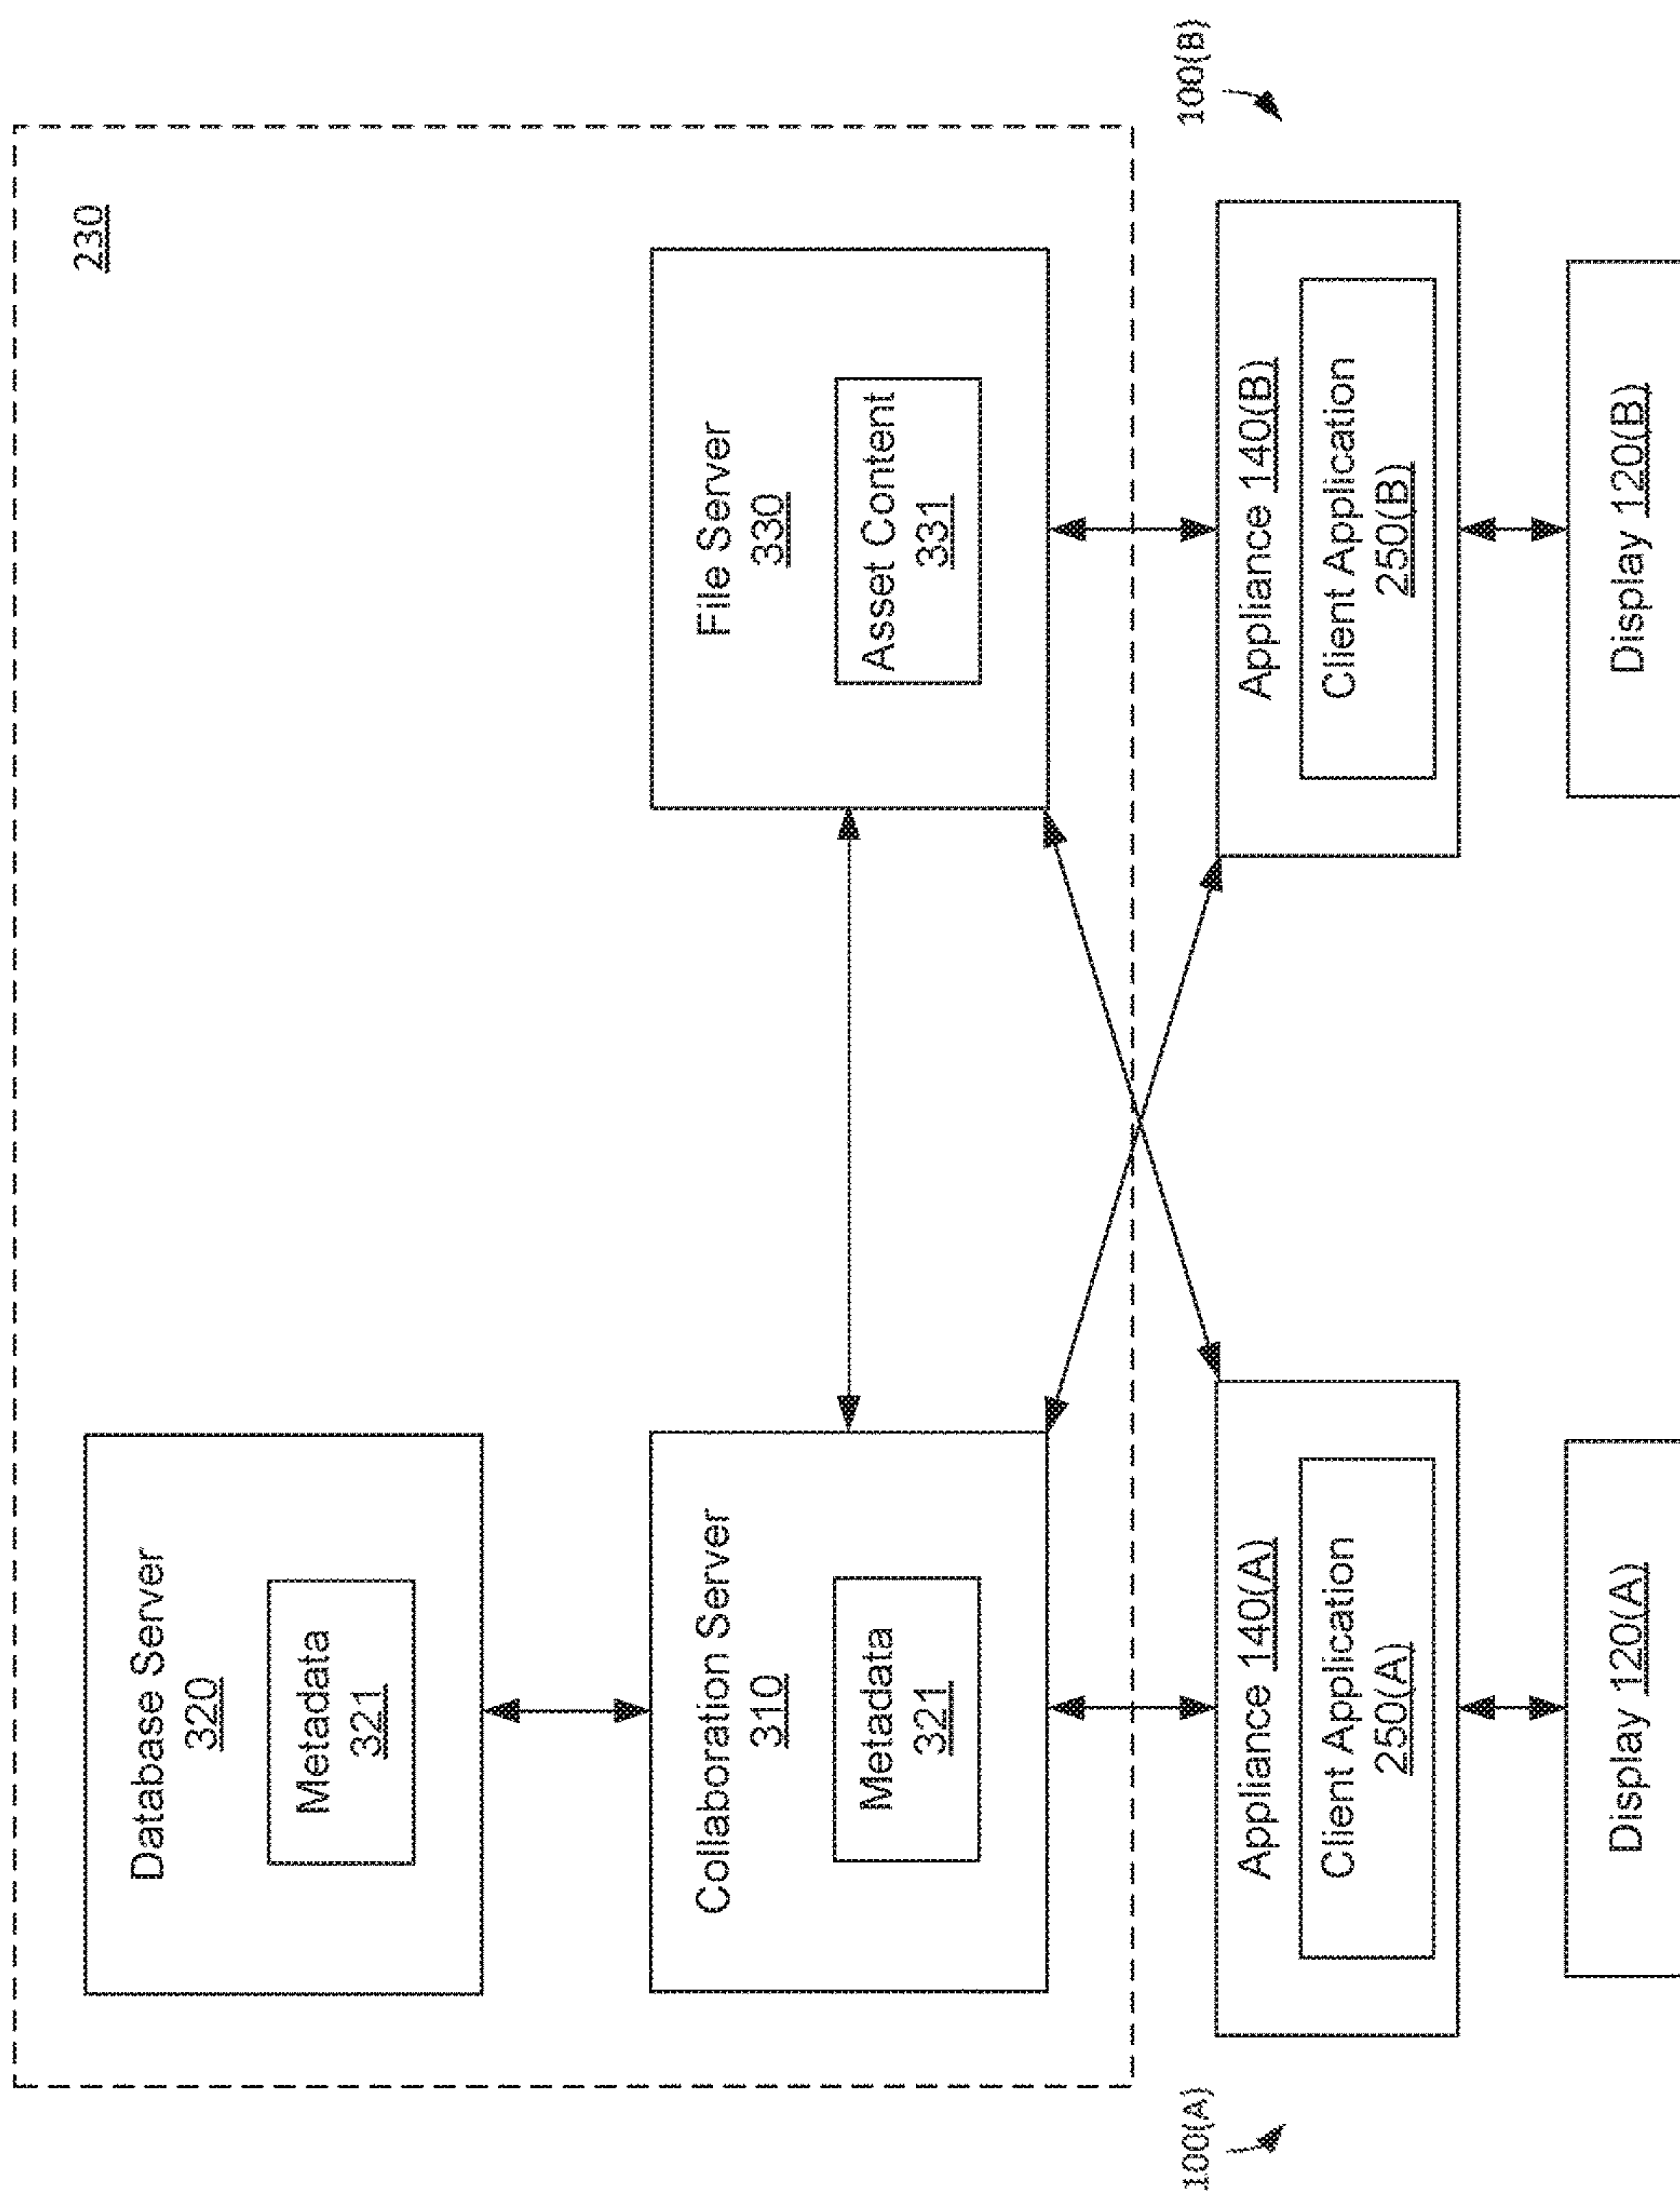 230
Database Server
320
Metadata
321
Collaboration Server
310
Metadata
321
File Server
330
Asset Content
331
100(A)
100(B)
Appliance 140(A)
Client Application
250(A)
Appliance 140(B)
Client Application
250(B)
Display 120(A)
Display 120(B)